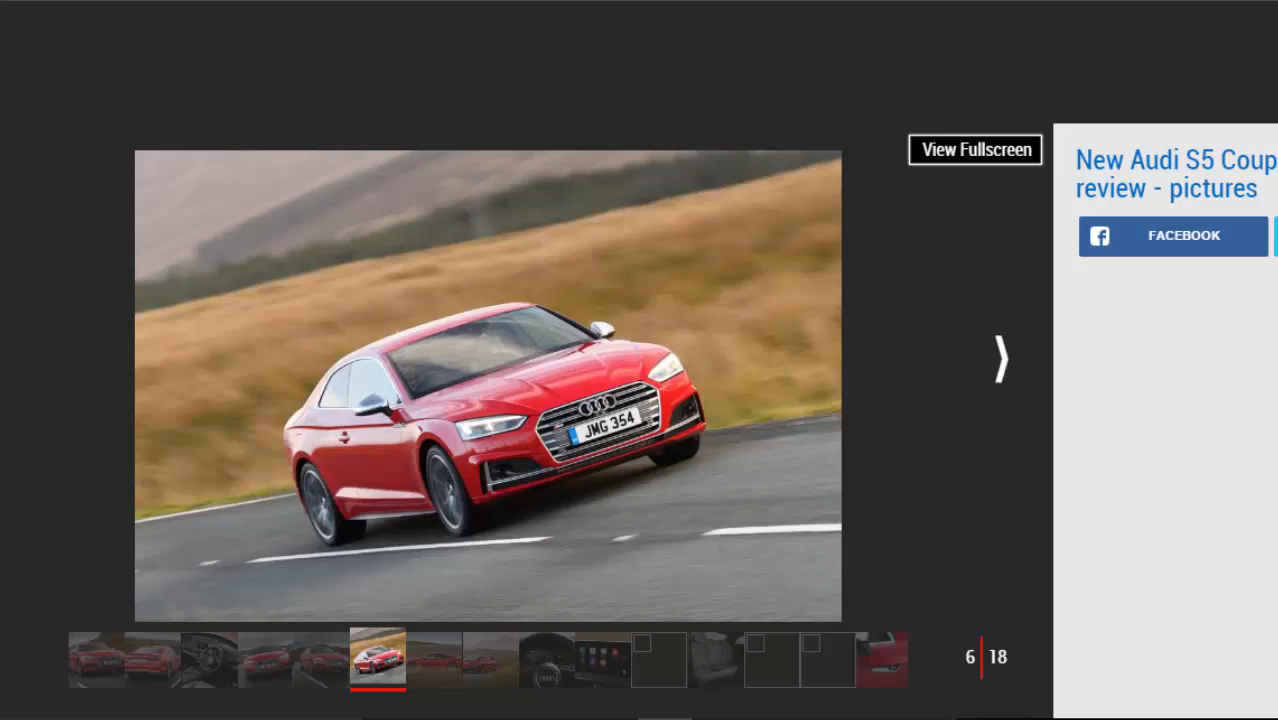 View Fullscreen
New Audi S5 Coup
review - pictures
FACEBOOK
JMG 354
6 18